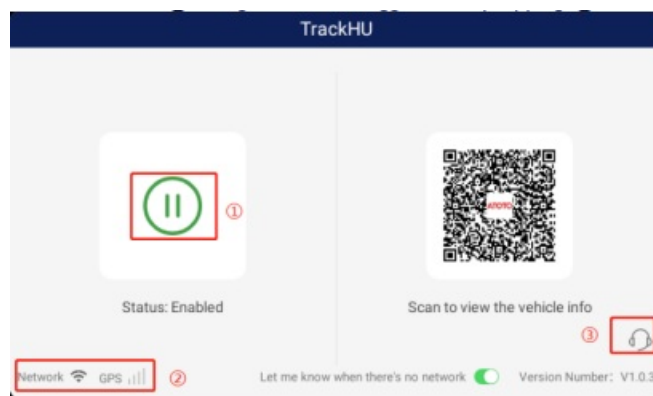 TrackHU
①
ATOTO
Status: Enabled
Scan to view the vehicle info
③
Network GPS ② Let me know when there's no network Version Number: V1.0.3